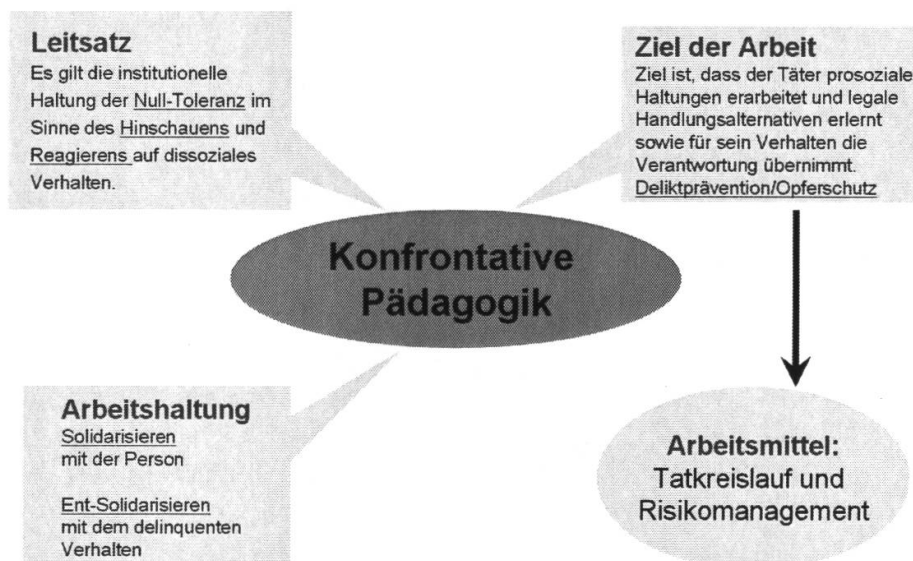 Leitsatz
Es gilt die institutionelle
Haltung der Null-Toleranz im
Sinne des Hinschauens und
Reagierens auf dissoziales
Verhalten.
Ziel der Arbeit
Ziel ist, dass der Täter prosoziale
Haltungen erarbeitet und legale
Handlungsalternativen erlernt
sowie für sein Verhalten die
Verantwortung übernimmt.
Deliktprävention/Opferschutz
Konfrontative
Pädagogik
Arbeitshaltung
Solidarisieren
mit der Person
Ent-Solidarisieren
mit dem delinquenten
Verhalten
Arbeitsmittel:
Tatkreislauf und
Risikomanagement